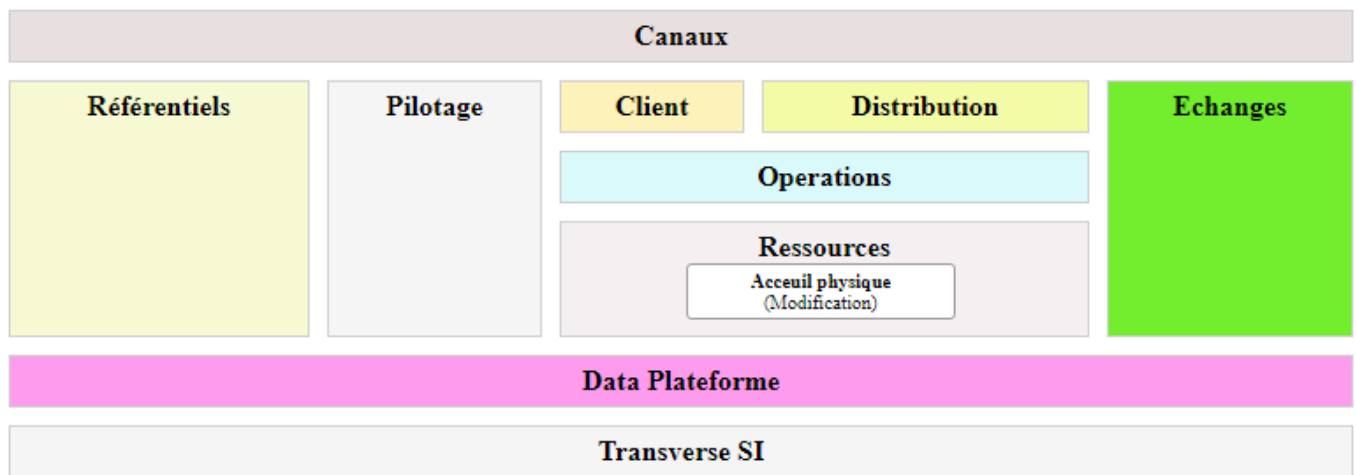 Canaux
Référentiels
Pilotage
Client
Distribution
Echanges
Operations
Ressources
Acceuil physique
(Modification)
Data Plateforme
Transverse SI